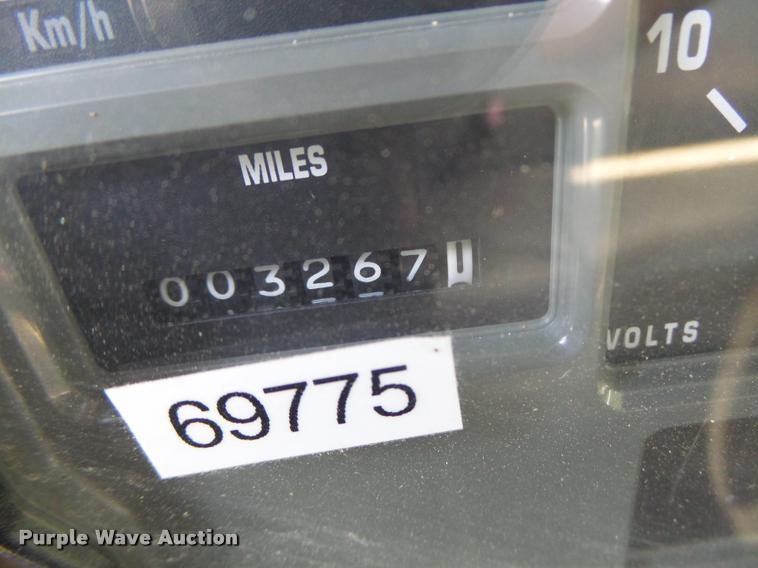 Km/h
10
MILES
0032671
VOLTS
69775
Purple Wave Auction